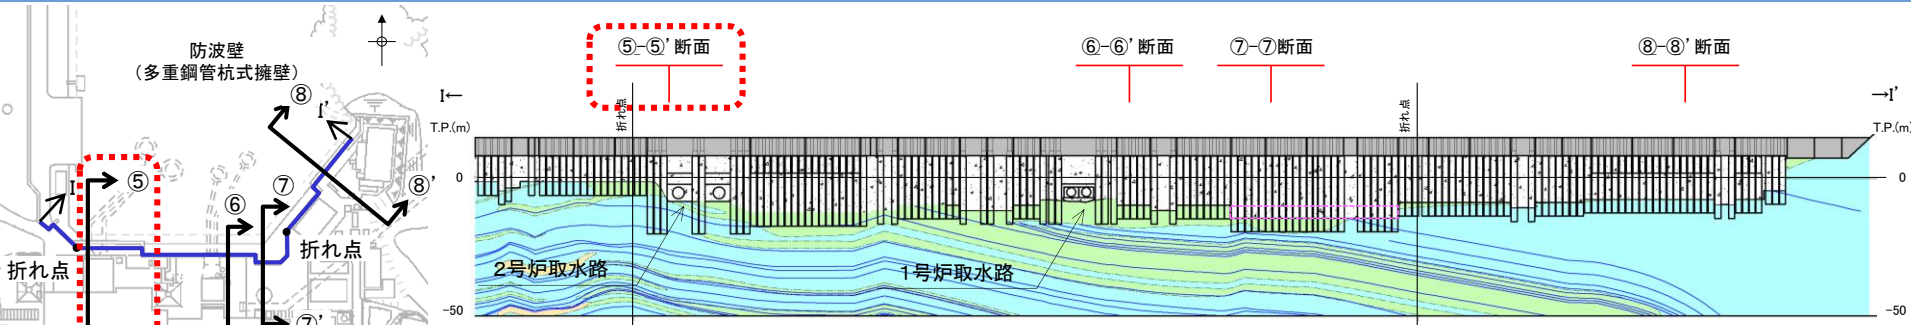 防波壁
(多重鋼管杭式擁壁)
⑧
I'
I
⑤
⑥
⑦
⑧'
折れ点
折れ点
⑦'
⑤-⑤'断面
⑥-⑥'断面
⑦-⑦断面
⑧-⑧'断面
I←
→I'
折れ点
折れ点
T.P.(m)
T.P.(m)
0
0
2号炉取水路
1号炉取水路
-50
-50